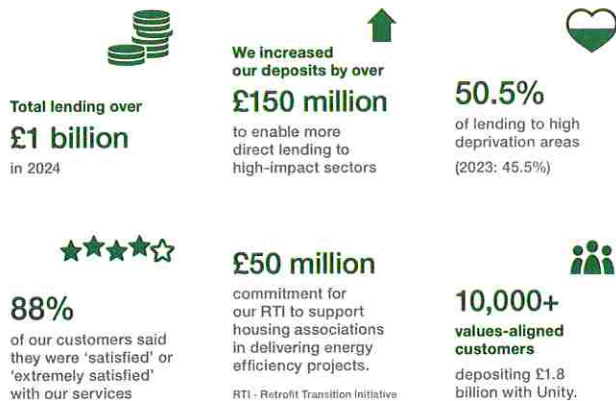 Total lending over
£1 billion
in 2024
We increased
our deposits by over
£150 million
to enable more
direct lending to
high-impact sectors
50.5%
of lending to high
deprivation areas
(2023: 45.5%)
88%
of our customers said
they were ‘satisfied’ or
‘extremely satisfied’
with our services
£50 million
commitment for
our RTI to support
housing associations
in delivering energy
efficiency projects.
RTI - Retrofit Transition Initiative
10,000+
values-aligned
customers
depositing £1.8
billion with Unity.